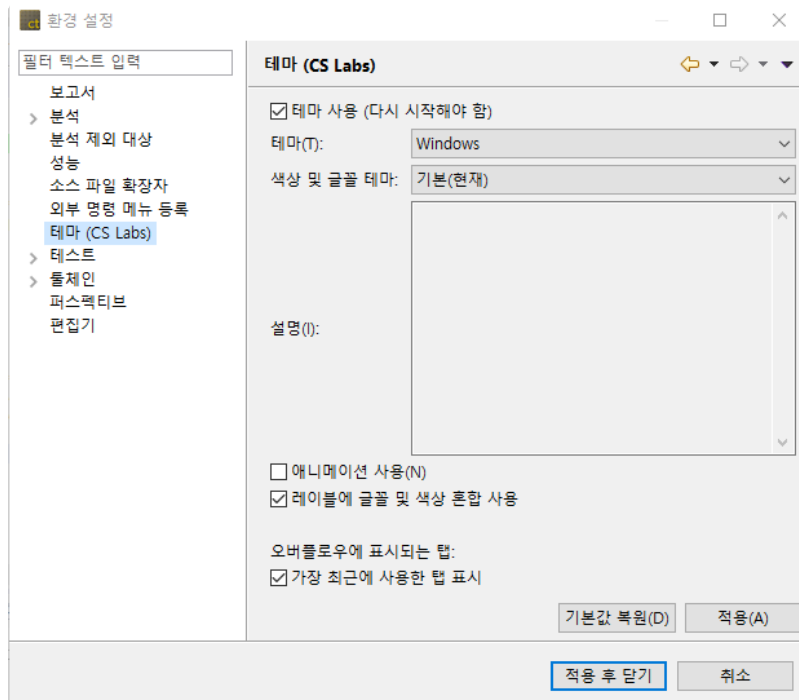 ct 환경 설정
필터 텍스트 입력
보고서
분석
분석 제외 대상
성능
소스 파일 확장자
외부 명령 메뉴 등록
테마 (CS Labs)
테스트
툴체인
퍼스펙티브
편집기
테마 (CS Labs)
테마 사용 (다시 시작해야 함)
테마(T): Windows
색상 및 글꼴 테마: 기본(현재)
설명(I):
애니메이션 사용(N)
레이블에 글꼴 및 색상 혼합 사용
오버플로우에 표시되는 탭:
가장 최근에 사용한 탭 표시
기본값 복원(D) 적용(A)
적용 후 닫기 취소